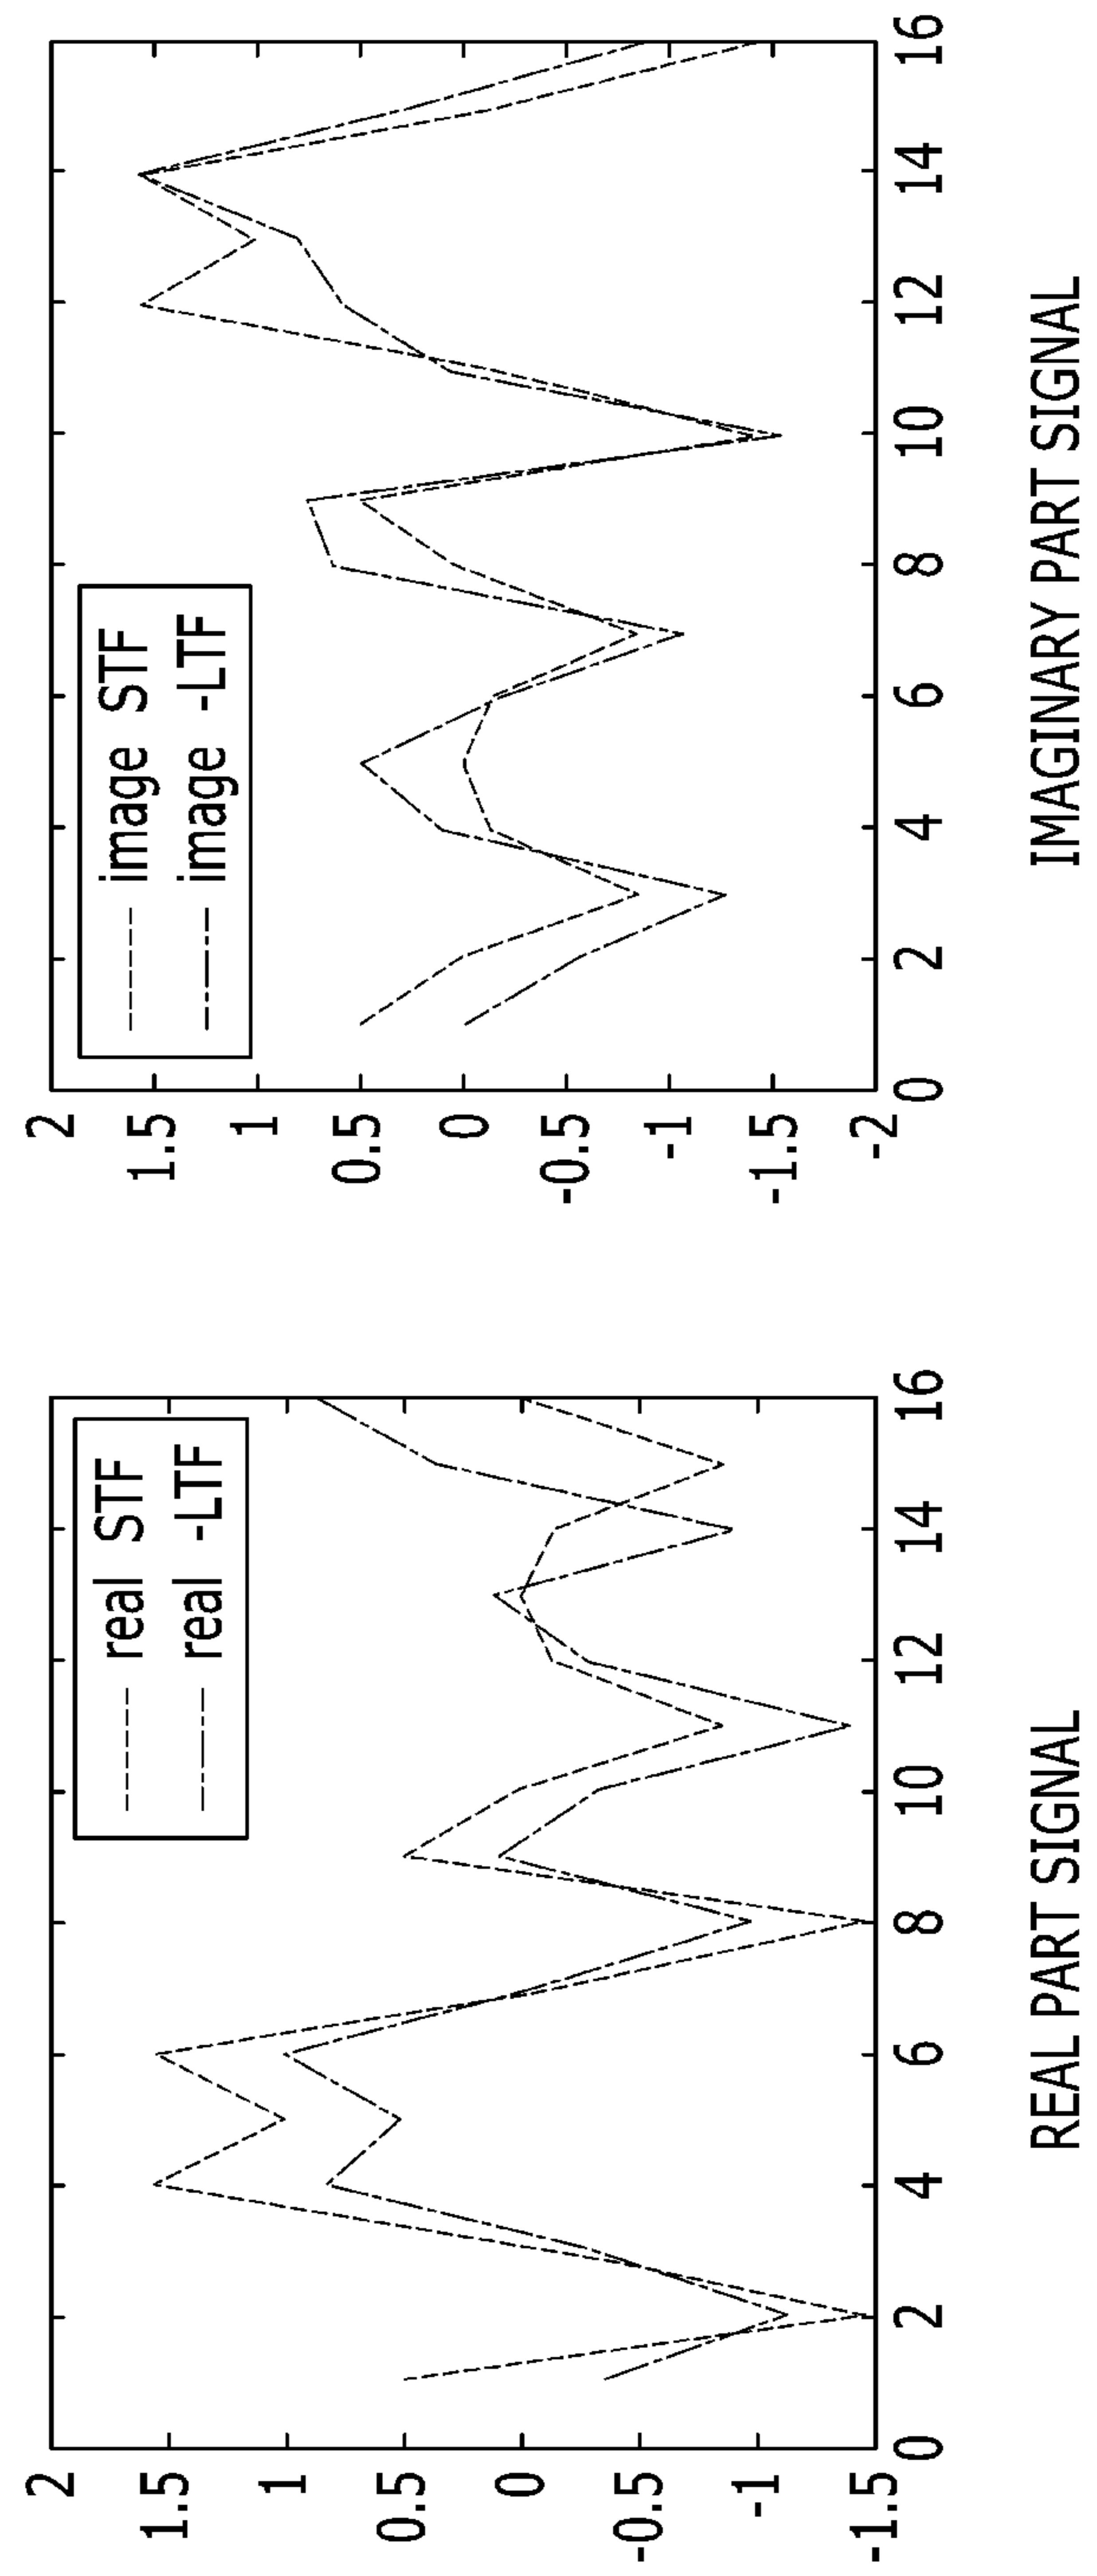 2
1.5
1
0.5
0
-0.5
-1
-1.5
real STF
real -LTF
0 2 4 6 8 10 12 14 16
REAL PART SIGNAL
2
1.5
1
0.5
0
-0.5
-1
-1.5
-2
image STF
image -LTF
0 2 4 6 8 10 12 14 16
IMAGINARY PART SIGNAL